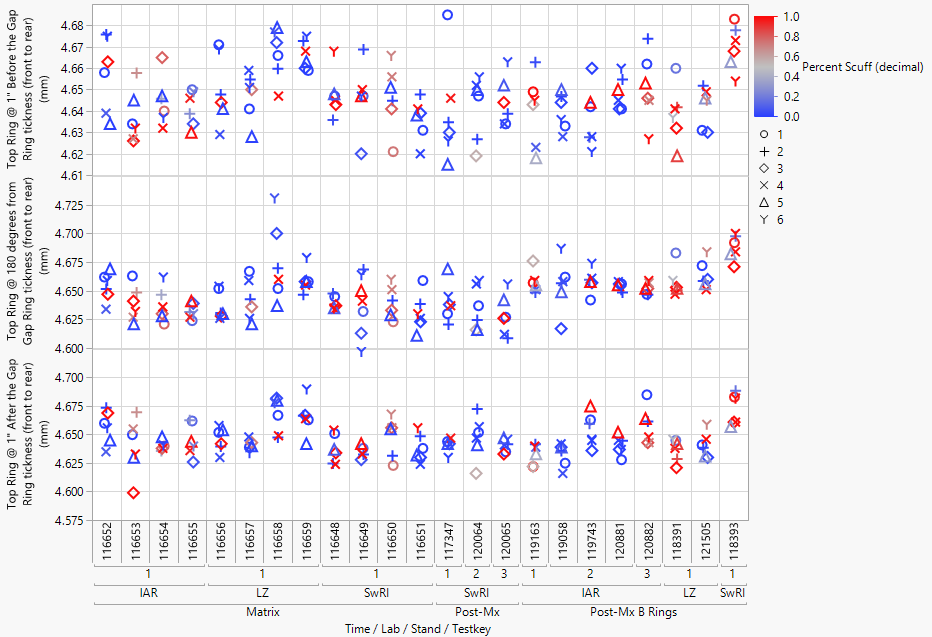 Top Ring @ 1" Before the Gap
Ring tickness (front to rear)
(mm)
4.68
4.67
4.66
4.65
4.64
4.63
4.62
4.61
Top Ring @ 180 degrees from
Gap Ring tickness (front to rear)
(mm)
4.725
4.700
4.675
4.650
4.625
4.600
Top Ring @ 1" After the Gap
Ring tickness (front to rear)
(mm)
4.700
4.675
4.650
4.625
4.600
4.575
1.0
0.8
0.6
0.4
0.2
0.0
Percent Scuff (decimal)
1
2
3
4
5
6
116652 116653 116654 116655 116656 116657 116658 116659 116648 116649 116650 116651 117347 120064 120065 119163 119058 119743 120881 120882 118391 121505 118393
1 1 1 1 2 3 1 2 3 1 1
IAR LZ SwRI SwRI IAR LZ SwRI
Matrix Post-Mx Post-Mx B Rings
Time / Lab / Stand / Testkey